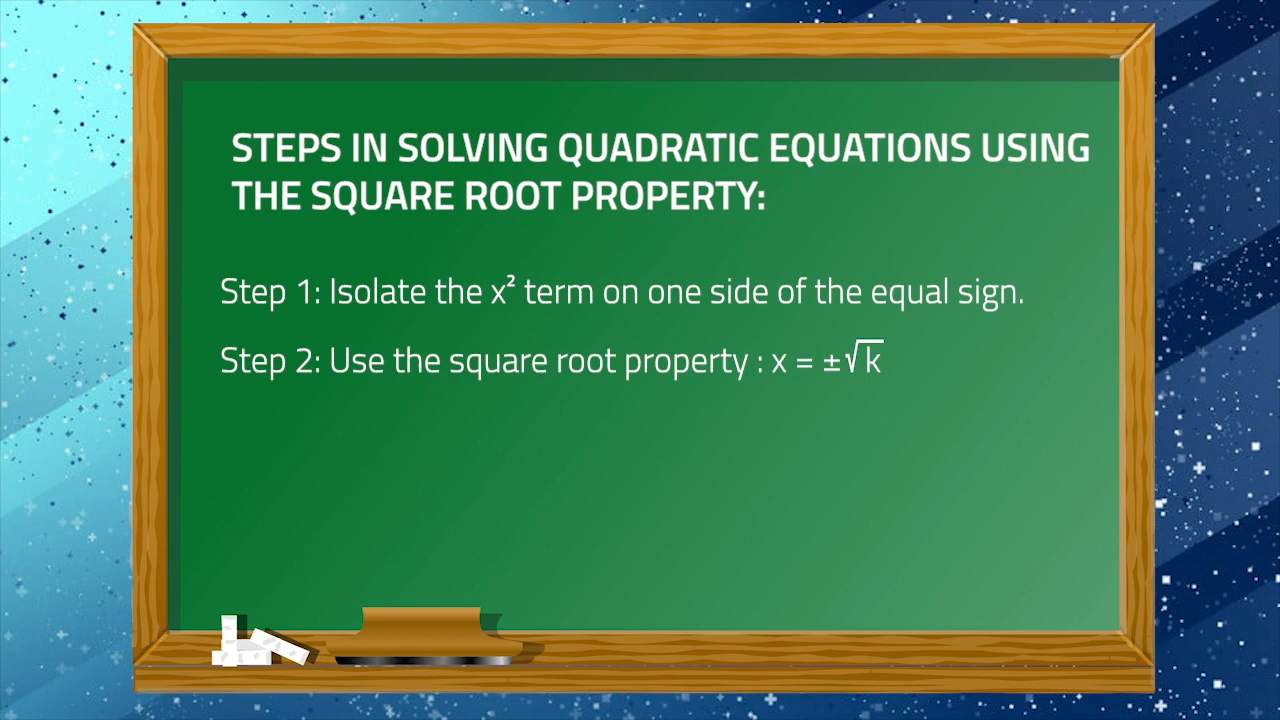 STEPS IN SOLVING QUADRATIC EQUATIONS USING
THE SQUARE ROOT PROPERTY:
Step 1: Isolate the x² term on one side of the equal sign.
Step 2: Use the square root property : x = ±√k